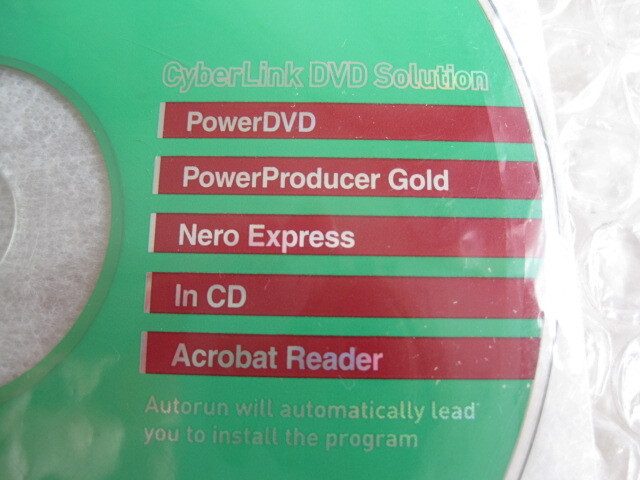 CyberLink DVD Solution
PowerDVD
PowerProducer Gold
Nero Express
In CD
Acrobat Reader
Autorun will automatically lead
you to install the program